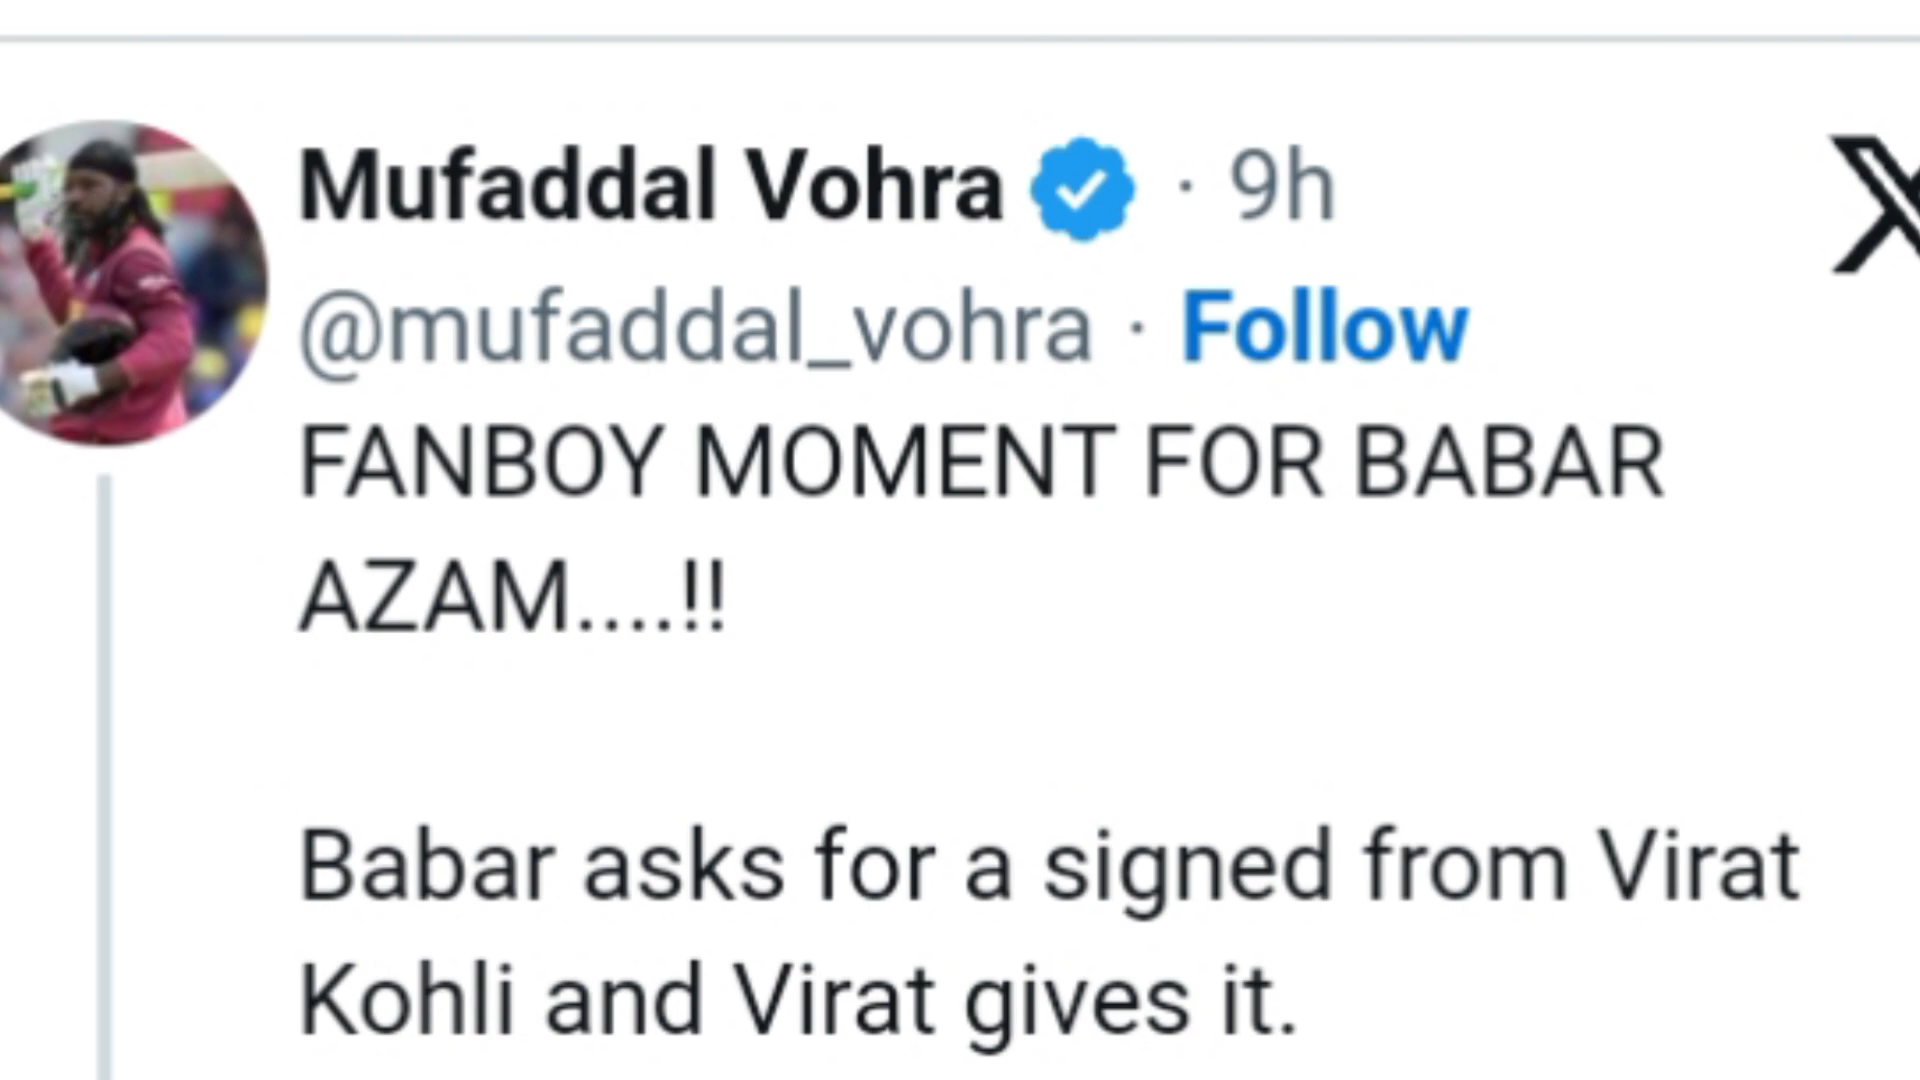 Mufaddal Vohra · 9h
@mufaddal_vohra · Follow
FANBOY MOMENT FOR BABAR
AZAM....!!
Babar asks for a signed from Virat
Kohli and Virat gives it.